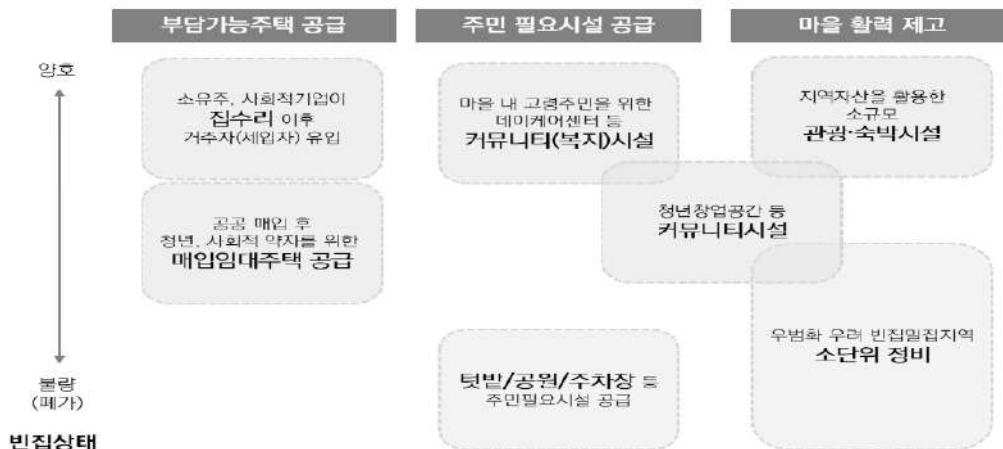 부담가능주택 공급
주민 필요시설 공급
마을 활력 제고
양호
소유주, 사회적기업이
집수리 이후
거주자(세입자) 유입
마을 내 고령주민을 위한
데이케어센터 등
커뮤니티(복지)시설
지역자산을 활용한
소규모
관광·숙박시설
공공 매입 후
청년, 사회적 약자를 위한
매입임대주택 공급
청년창업공간 등
커뮤니티시설
우범화 우려 빈집밀집지역
소단위 정비
텃밭/공원/주차장 등
주민필요시설 공급
불량
(폐가)
빈집상태